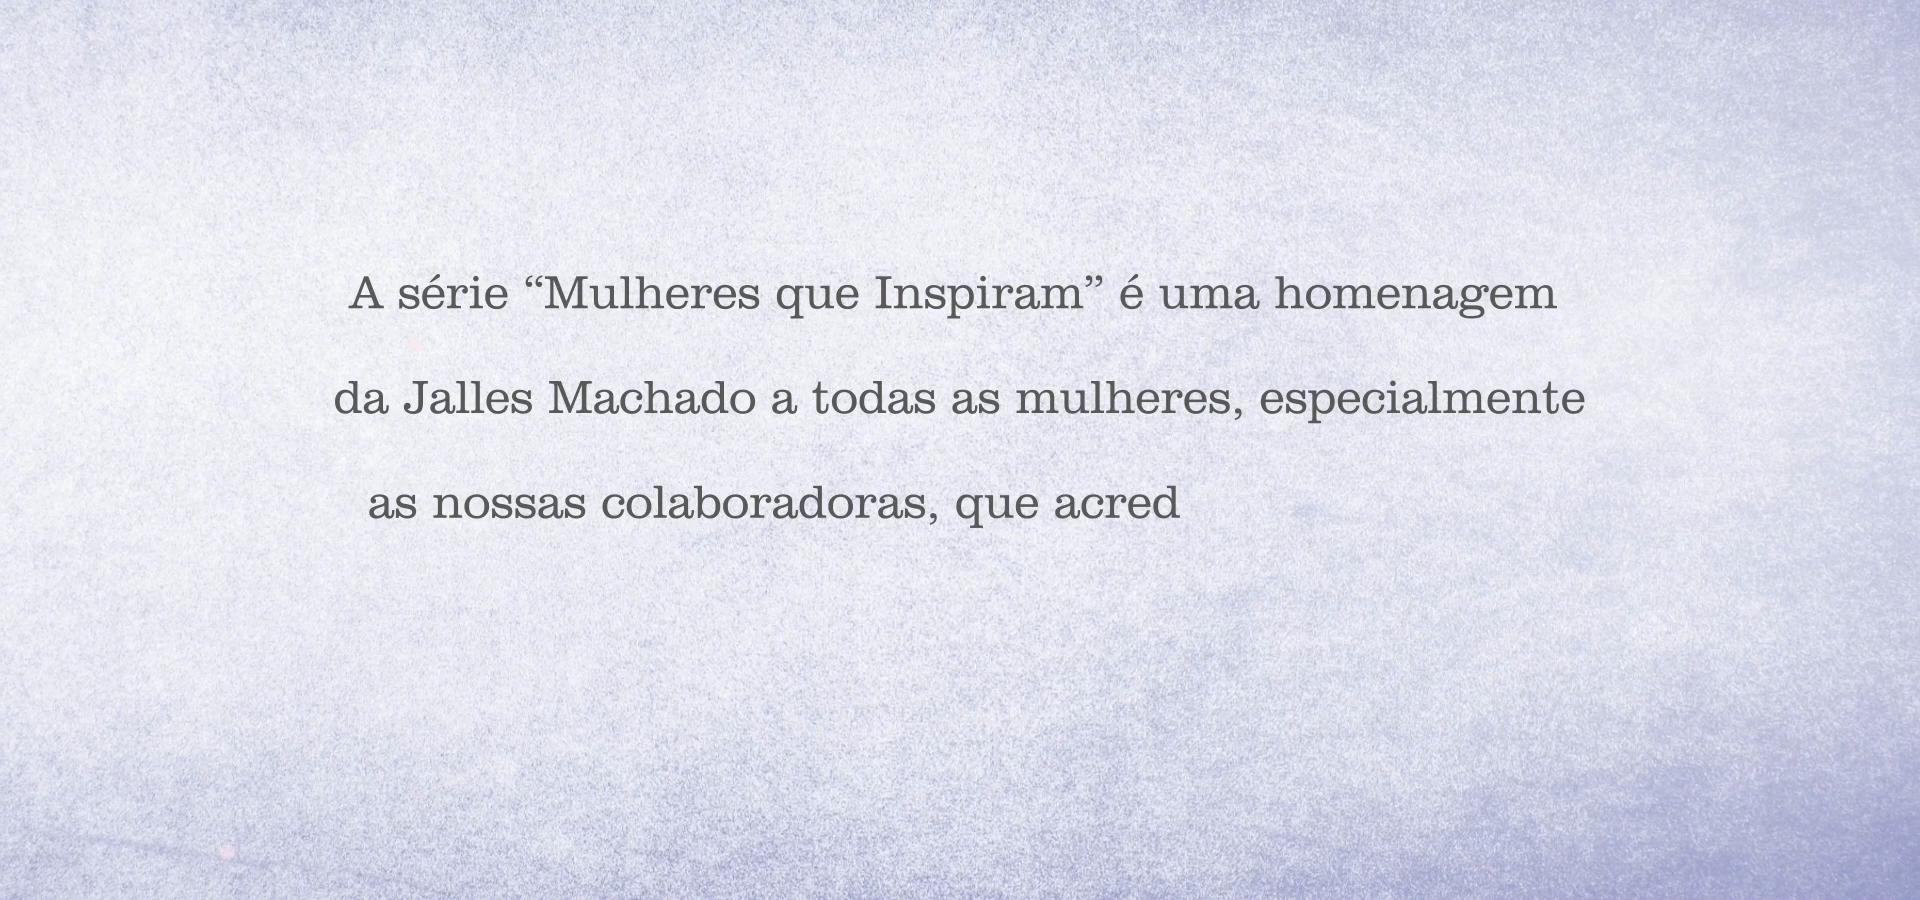 A série “Mulheres que Inspiram” é uma homenagem
da Jalles Machado a todas as mulheres, especialmente
as nossas colaboradoras, que acred